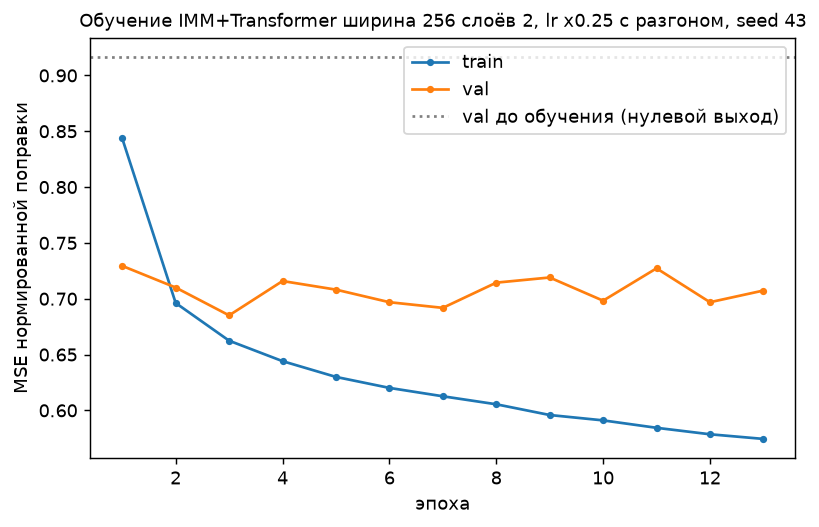 Обучение IMM+Transformer ширина 256 слоёв 2, lr x0.25 с разгоном, seed 43
MSE нормированной поправки
0.90
0.85
0.80
0.75
0.70
0.65
0.60
train
val
val до обучения (нулевой выход)
2 4 6 8 10 12
эпоха